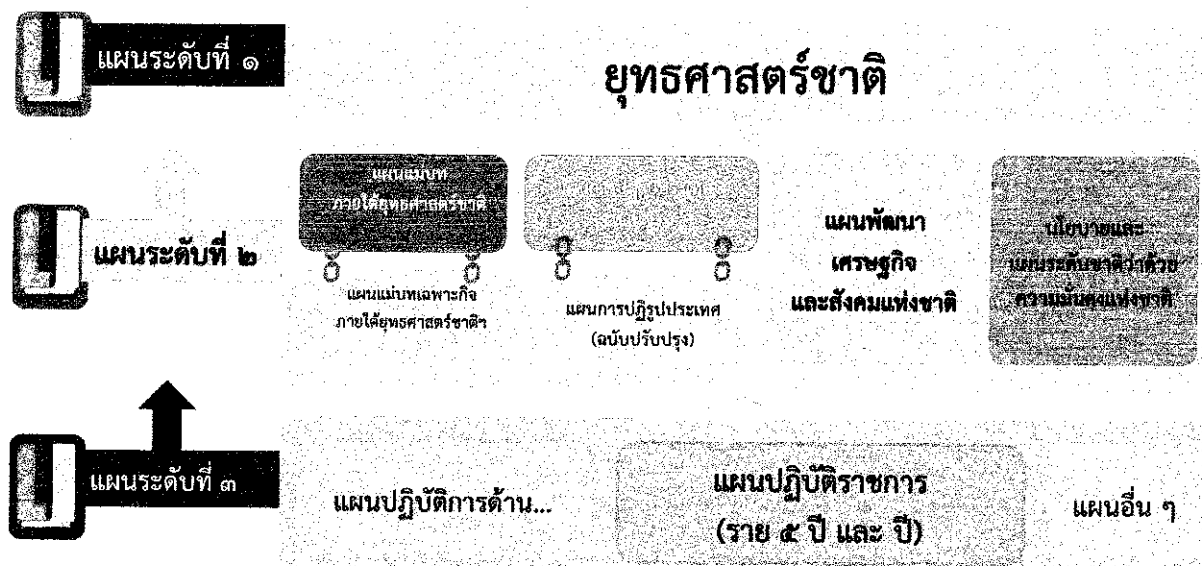 แผนระดับที่ ๑
ยุทธศาสตร์ชาติ
แผนระดับที่ ๒
แผนแม่บท
ภายใต้ยุทธศาสตร์ชาติ
แผนแม่บทเฉพาะกิจ
ภายใต้ยุทธศาสตร์ชาติฯ
แผนการปฏิรูปประเทศ
(ฉบับปรับปรุง)
แผนพัฒนา
เศรษฐกิจ
และสังคมแห่งชาติ
นโยบายและ
แผนระดับชาติว่าด้วย
ความมั่นคงแห่งชาติ
แผนระดับที่ ๓
แผนปฏิบัติการด้าน...
แผนปฏิบัติราชการ
(ราย ๕ ปี และ ปี)
แผนอื่น ๆ